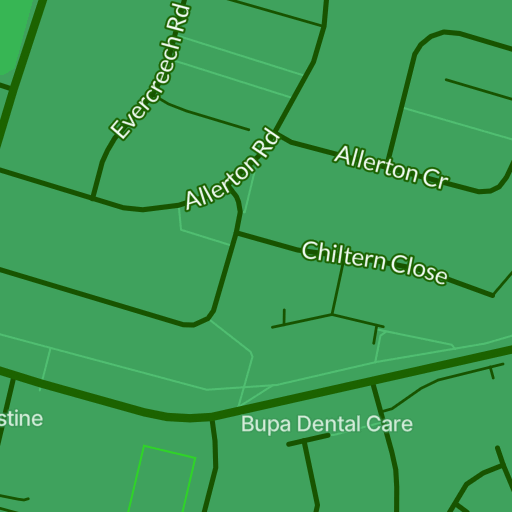 Evercreech Rd
Allerton Rd
Allerton Cr
Chiltern Close
stine
Bupa Dental Care